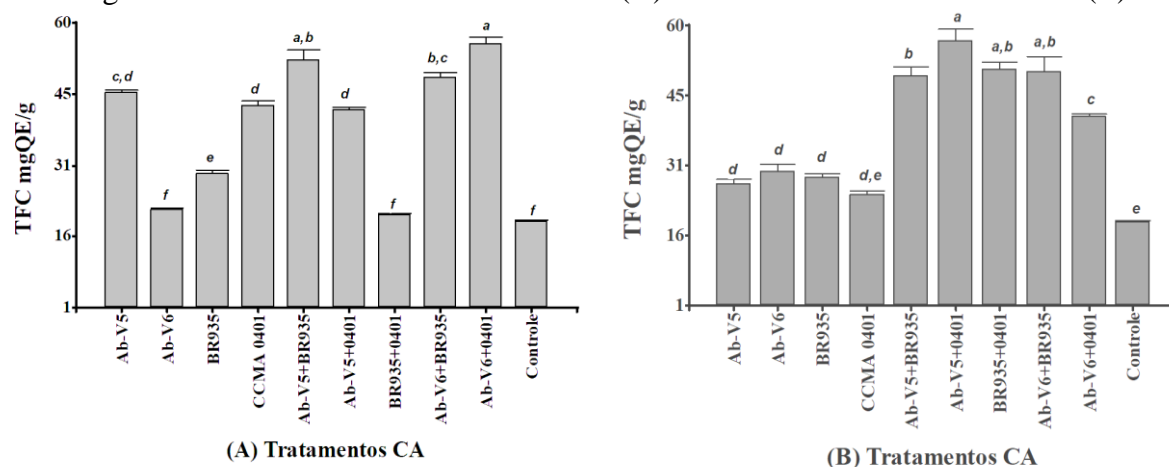 60
45
31
16
1
TFC mgQE/g
c,d
f
e
d
a,b
d
f
b,c
a
f
Ab-V5
Ab-V6
BR935
CCMA 0401
Ab-V5+BR935
Ab-V5+0401
BR935+0401
Ab-V6+BR935
Ab-V6+0401
Controle
(A) Tratamentos CA
60
45
31
16
1
TFC mgQE/g
d
d
d
d,e
b
a
a,b
a,b
c
e
Ab-V5
Ab-V6
BR935
CCMA 0401
Ab-V5+BR935
Ab-V5+0401
BR935+0401
Ab-V6+BR935
Ab-V6+0401
Controle
(B) Tratamentos CA